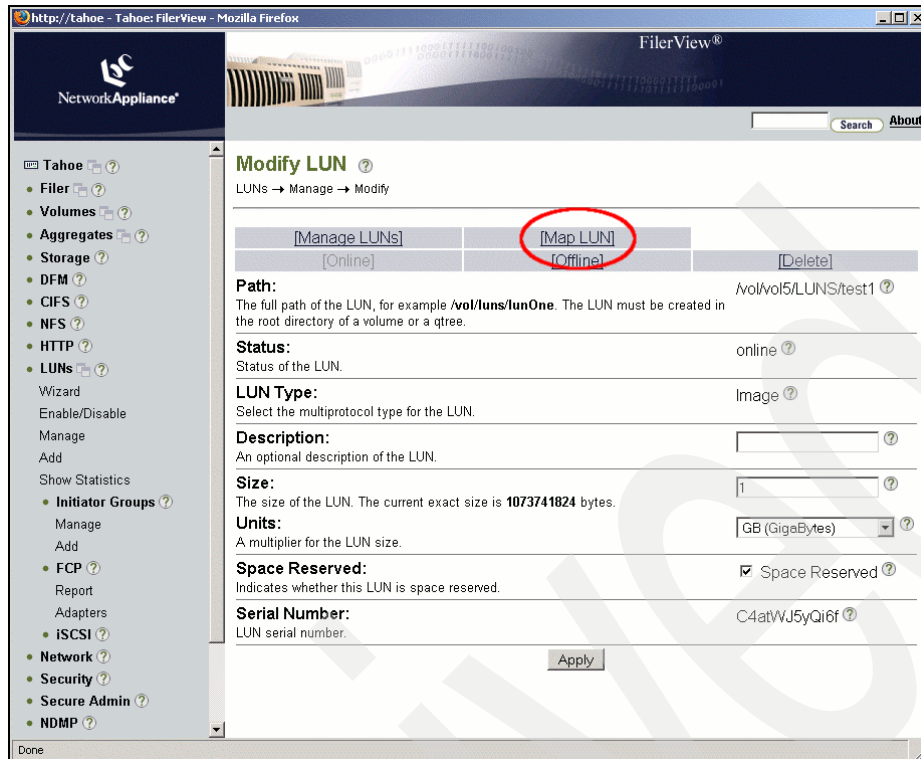 http://tahoe - Tahoe: FilerView - Mozilla Firefox
FilerView®
NetworkAppliance®
Search About
Tahoe
Filer
Volumes
Aggregates
Storage
DFM
CIFS
NFS
HTTP
LUNs
Wizard
Enable/Disable
Manage
Add
Show Statistics
Initiator Groups
Manage
Add
FCP
Report
Adapters
iSCSI
Network
Security
Secure Admin
NDMP
Modify LUN
LUNs → Manage → Modify
[Manage LUNs] [Map LUN]
[Online] [Offline] [Delete]
Path:
/vol/vol5/LUNS/test1
The full path of the LUN, for example /vol/luns/lunOne. The LUN must be created in
the root directory of a volume or a qtree.
Status:
online
Status of the LUN.
LUN Type:
Image
Select the multiprotocol type for the LUN.
Description:
An optional description of the LUN.
Size:
1
The size of the LUN. The current exact size is 1073741824 bytes.
Units:
GB (GigaBytes)
A multiplier for the LUN size.
Space Reserved:
Space Reserved
Indicates whether this LUN is space reserved.
Serial Number:
C4atWJ5yQi6f
LUN serial number.
Apply
Done